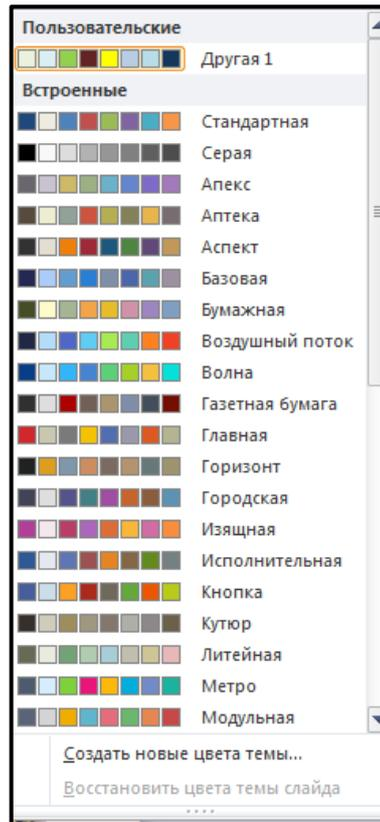 Пользовательские
Другая 1
Встроенные
Стандартная
Серая
Апекс
Аптека
Аспект
Базовая
Бумажная
Воздушный поток
Волна
Газетная бумага
Главная
Горизонт
Городская
Изящная
Исполнительная
Кнопка
Кутюр
Литейная
Метро
Модульная
Создать новые цвета темы...
Восстановить цвета темы слайда